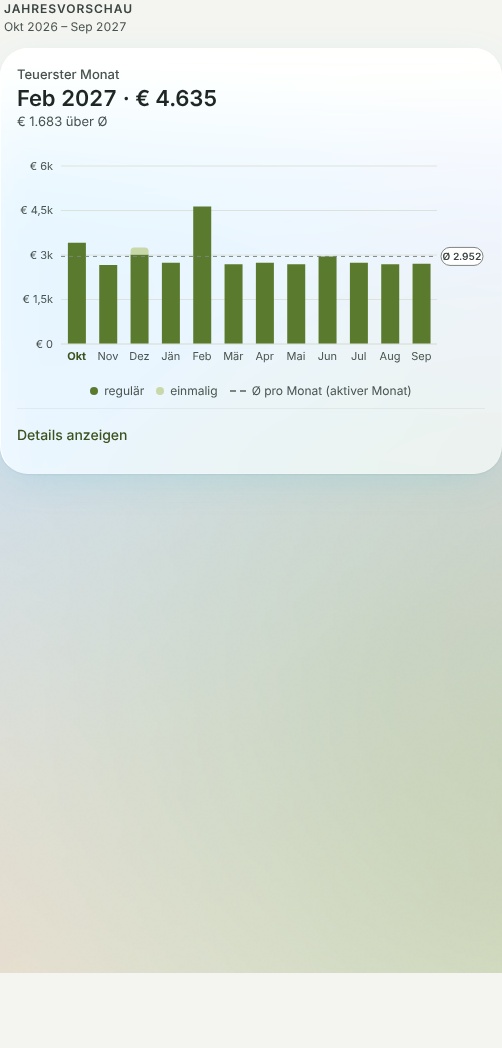 JAHRESVORSCHAU
Okt 2026 – Sep 2027
Teuerster Monat
Feb 2027 · € 4.635
€ 1.683 über Ø
€ 6k
€ 4,5k
€ 3k
Ø 2.952
€ 1,5k
€ 0
Okt Nov Dez Jän Feb Mär Apr Mai Jun Jul Aug Sep
regulär einmalig Ø pro Monat (aktiver Monat)
Details anzeigen